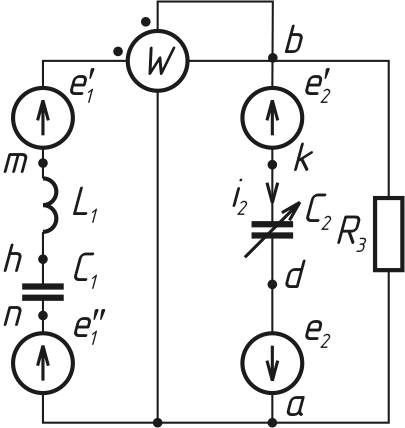 W
b
e'₁
e'₂
m
k
L₁
i₂
C₂
R₃
h
C₁
d
n
e"₁
e₂
a